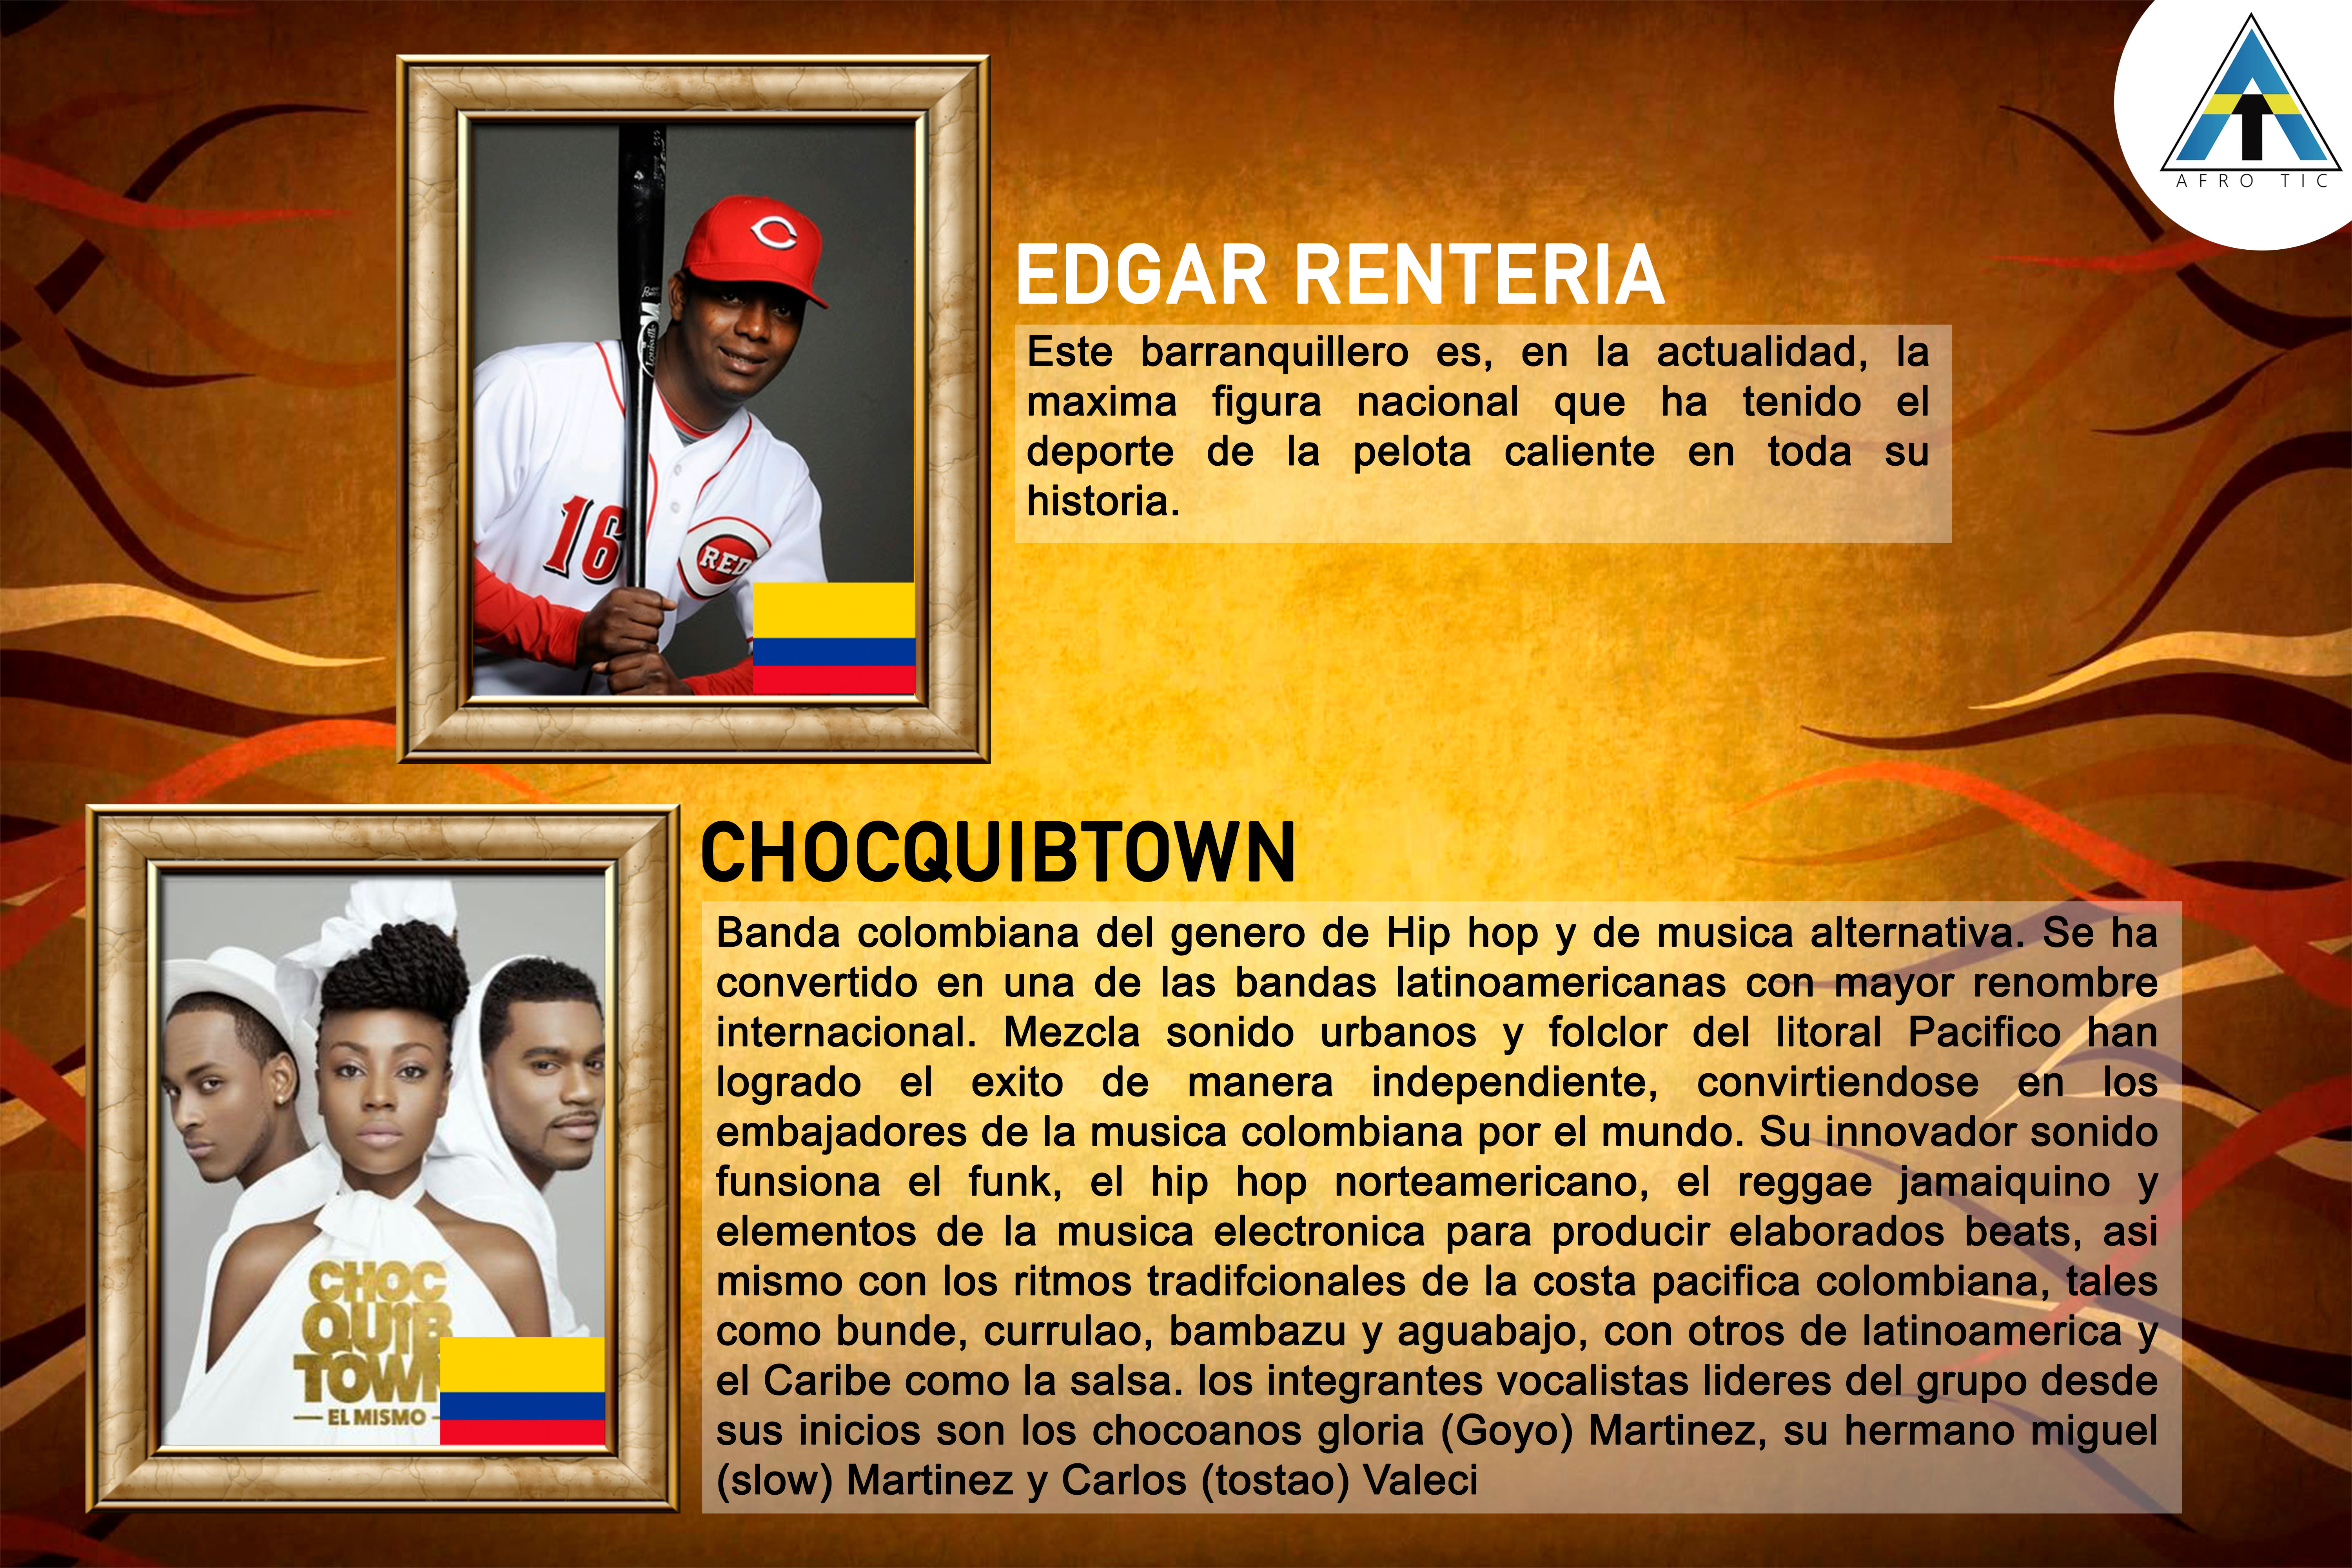 AFRO TIC
EDGAR RENTERIA
Este barranquillero es, en la actualidad, la
maxima figura nacional que ha tenido el
deporte de la pelota caliente en toda su
historia.
C
16
REDS
CHOCQUIBTOWN
Banda colombiana del genero de Hip hop y de musica alternativa. Se ha
convertido en una de las bandas latinoamericanas con mayor renombre
internacional. Mezcla sonido urbanos y folclor del litoral Pacifico han
logrado el exito de manera independiente, convirtiendose en los
embajadores de la musica colombiana por el mundo. Su innovador sonido
funsiona el funk, el hip hop norteamericano, el reggae jamaiquino y
elementos de la musica electronica para producir elaborados beats, asi
mismo con los ritmos tradifcionales de la costa pacifica colombiana, tales
como bunde, currulao, bambazu y aguabajo, con otros de latinoamerica y
el Caribe como la salsa. los integrantes vocalistas lideres del grupo desde
sus inicios son los chocoanos gloria (Goyo) Martinez, su hermano miguel
(slow) Martinez y Carlos (tostao) Valeci
CHOC
QUIB
TOWN
EL MISMO